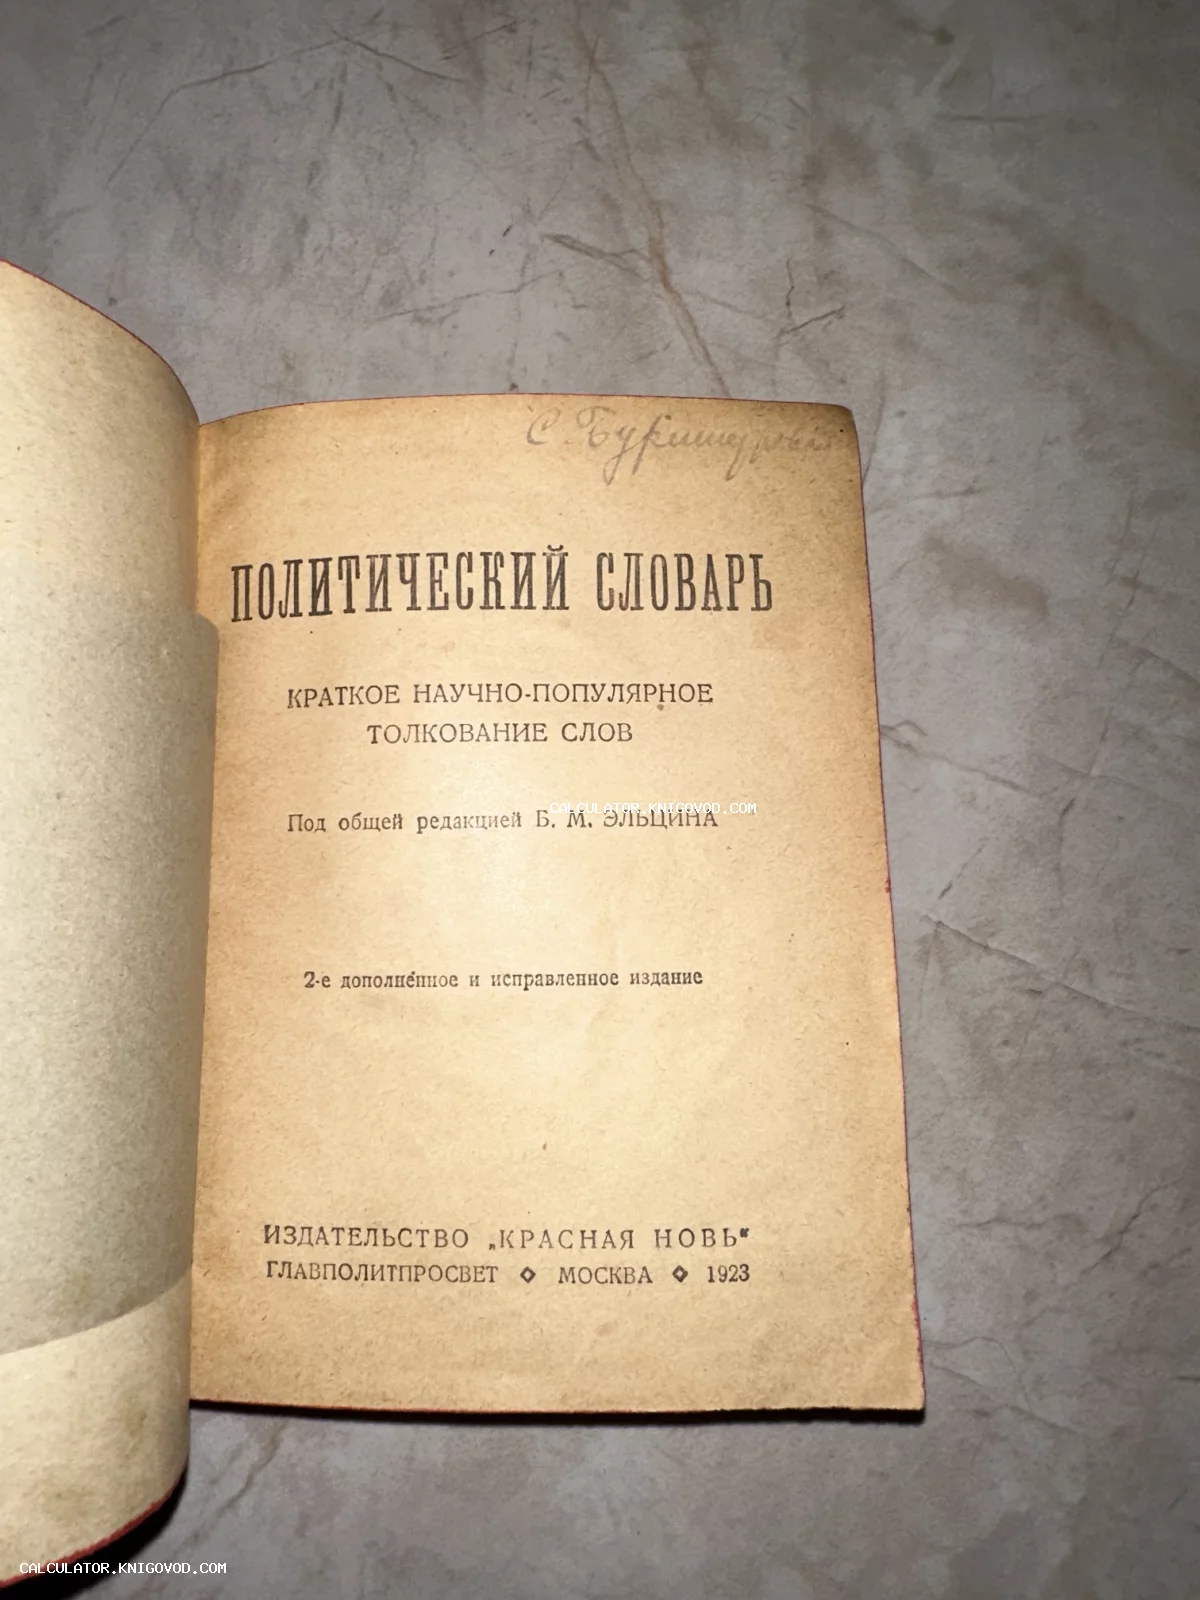 С.
ПОЛИТИЧЕСКИЙ СЛОВАРЬ
КРАТКОЕ НАУЧНО-ПОПУЛЯРНОЕ
ТОЛКОВАНИЕ СЛОВ
CALCULATOR.KNIGOVOD.COM
Под общей редакцией Б. М. ЭЛЬЦИНА
2-е дополненное и исправленное издание
ИЗДАТЕЛЬСТВО „КРАСНАЯ НОВЬ“
ГЛАВПОЛИТПРОСВЕТ ◇ МОСКВА ◇ 1923
CALCULATOR.KNIGOVOD.COM